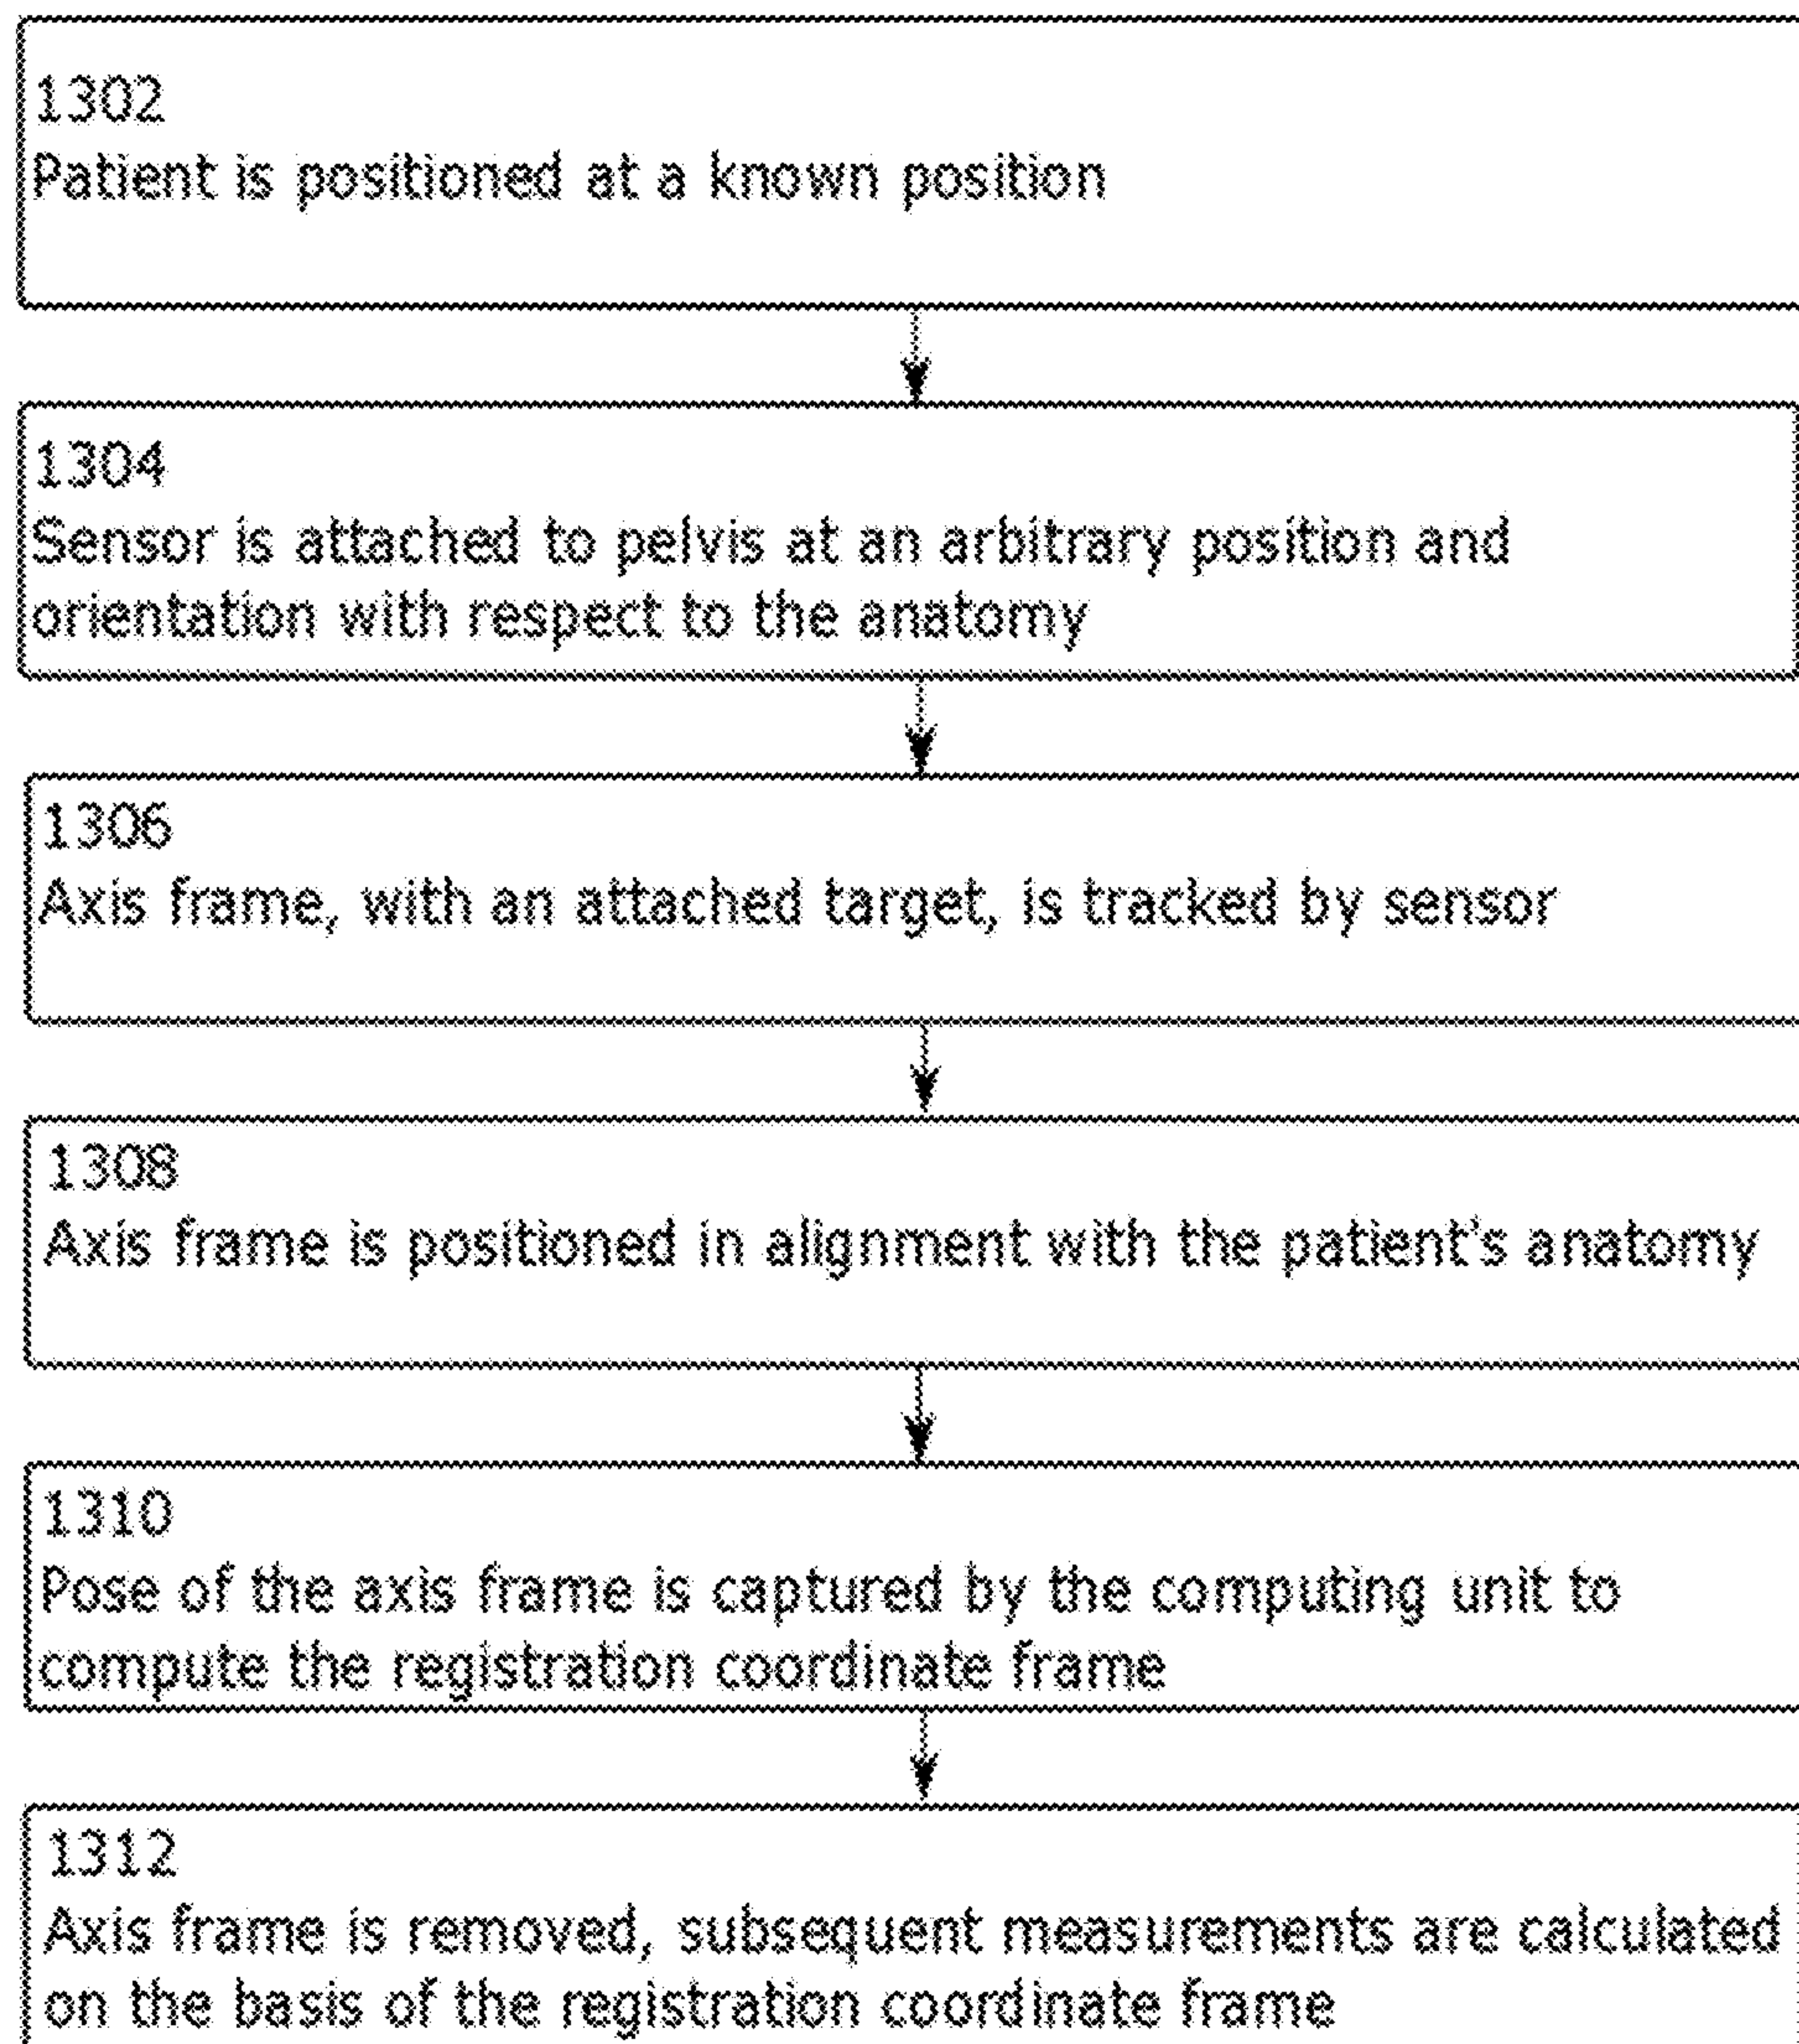 1302
Patient is positioned at a known position
1304
Sensor is attached to pelvis at an arbitrary position and
orientation with respect to the anatomy
1306
Axis frame, with an attached target, is tracked by sensor
1308
Axis frame is positioned in alignment with the patient's anatomy
1310
Pose of the axis frame is captured by the computing unit to
compute the registration coordinate frame
1312
Axis frame is removed, subsequent measurements are calculated
on the basis of the registration coordinate frame